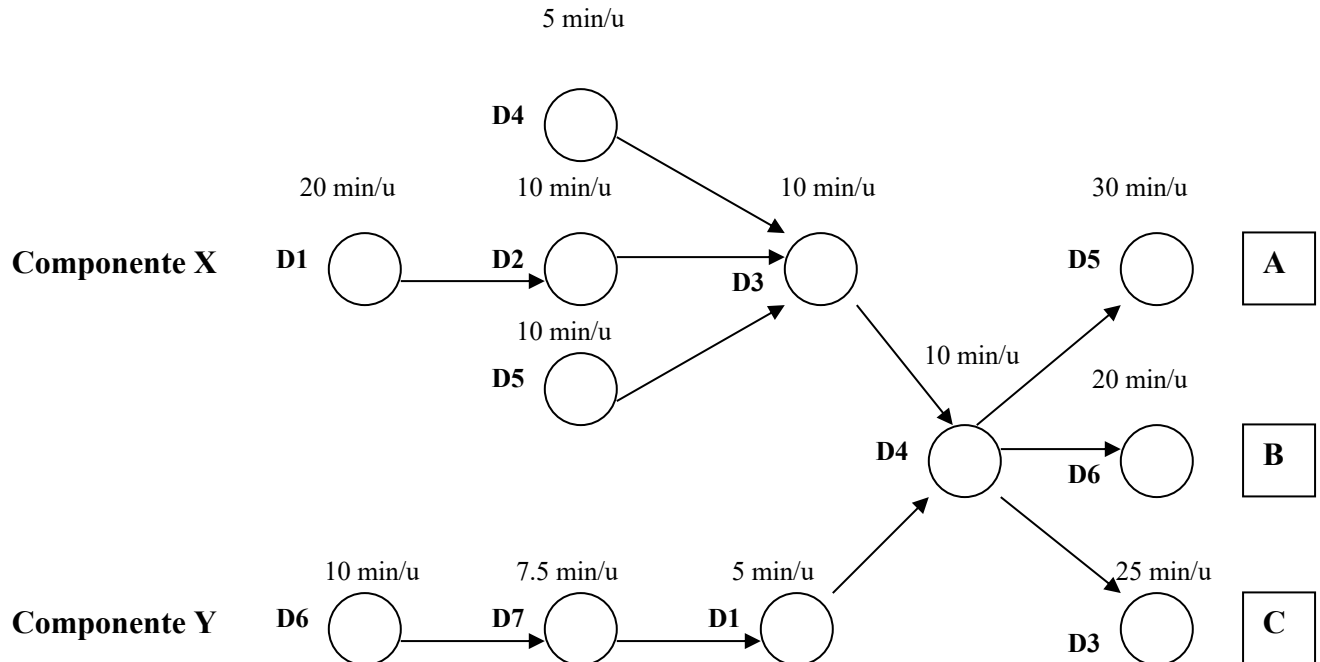 5 min/u
D4
20 min/u
10 min/u
10 min/u
30 min/u
Componente X
D1
D2
D3
D5
A
10 min/u
D5
10 min/u
20 min/u
D4
D6
B
10 min/u
7.5 min/u
5 min/u
25 min/u
Componente Y
D6
D7
D1
D3
C